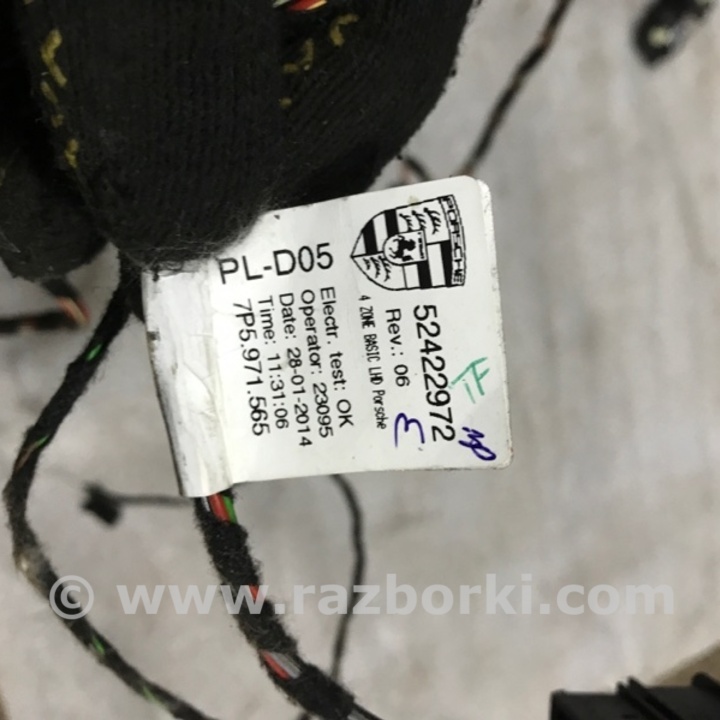 PORSCHE
52422972
Rev.: 06
4 ZONE BASIC LHD Porsche
PL-D05
Electr. test: OK
Operator: 23095
Date: 28-01-2014
Time: 11:31:06
7P5.971.565
© www.razborki.com